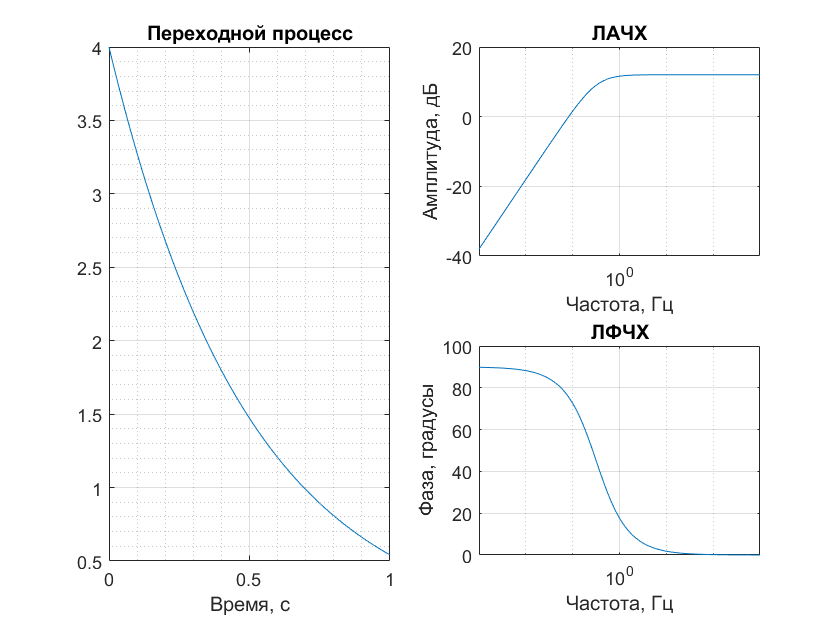 Переходной процесс
4
3.5
3
2.5
2
1.5
1
0.5
0
0.5
1
Время, с
ЛАЧХ
Амплитуда, дБ
20
0
-20
-40
10^0
Частота, Гц
ЛФЧХ
Фаза, градусы
100
80
60
40
20
0
10^0
Частота, Гц